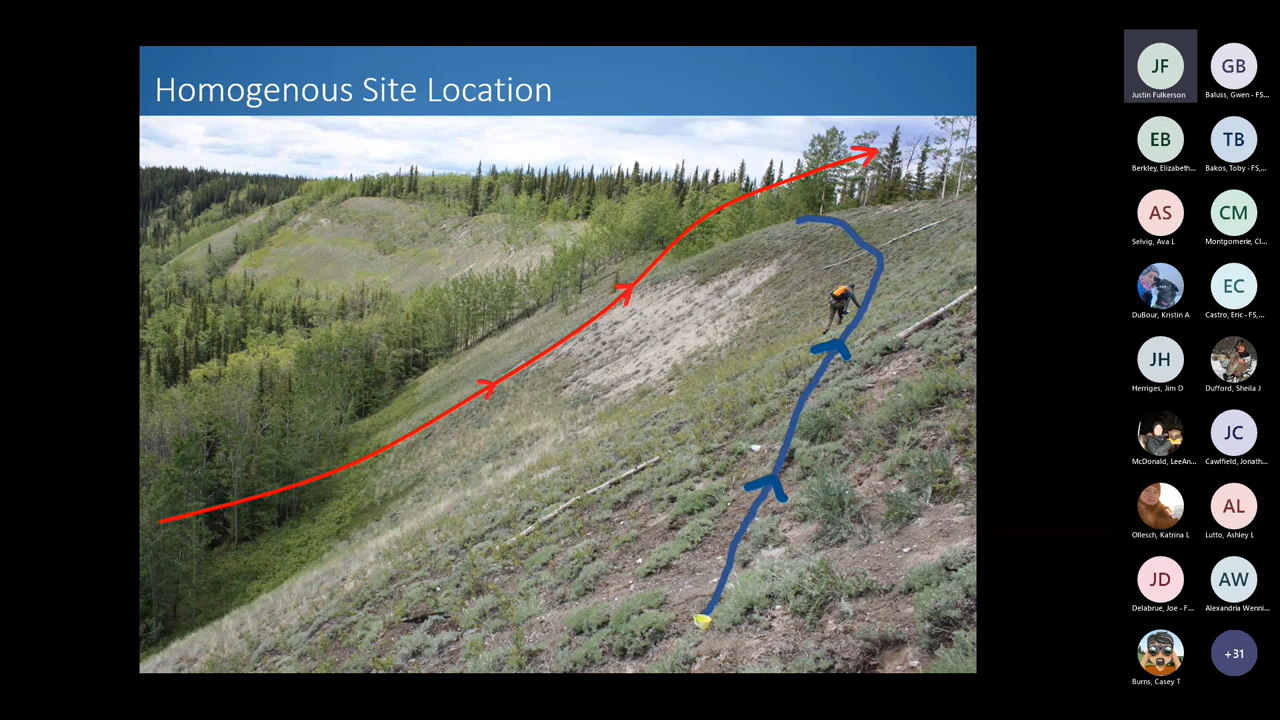 Homogenous Site Location
JF
Justin Fulkerson
GB
Baluss, Gwen - FS...
EB
Berkley, Elizabeth...
TB
Bakos, Toby - FS,...
AS
Selvig, Ava L
CM
Montgomerie, Cl...
DuBour, Kristin A
EC
Castro, Eric - FS,...
JH
Herriges, Jim D
Dufford, Sheila J
McDonald, LeeAn...
JC
Cawlfield, Jonath...
Ollesch, Katrina L
AL
Lutto, Ashley L
JD
Delabrue, Joe - F...
AW
Alexandria Wenni...
Burns, Casey T
+31